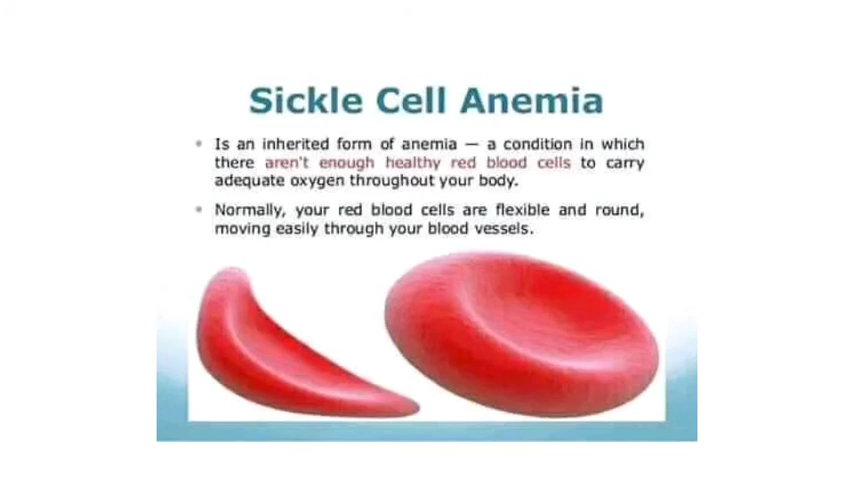 Sickle Cell Anemia
• Is an inherited form of anemia — a condition in which
there aren't enough healthy red blood cells to carry
adequate oxygen throughout your body.
• Normally, your red blood cells are flexible and round,
moving easily through your blood vessels.